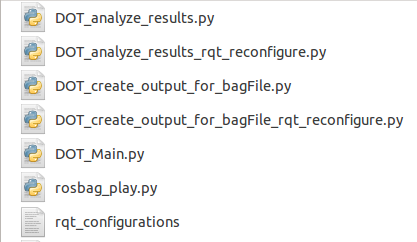 DOT_analyze_results.py
DOT_analyze_results_rqt_reconfigure.py
DOT_create_output_for_bagFile.py
DOT_create_output_for_bagFile_rqt_reconfigure.py
DOT_Main.py
rosbag_play.py
rqt_configurations